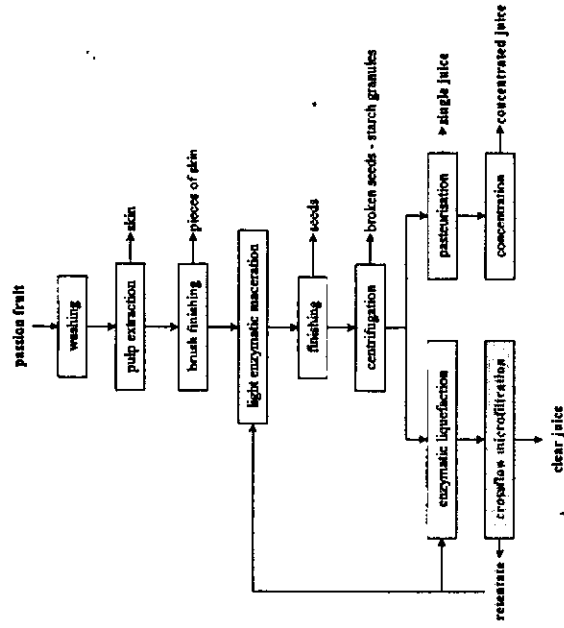 passion fruit
washing
pulp extraction
skin
brush finishing
pieces of skin
light enzymatic maceration
finishing
seeds
centrifugation
broken seeds - starch granules
enzymatic liquefaction
pasteurisation
single juice
crossflow microfiltration
concentration
concentrated juice
retentate
clear juice